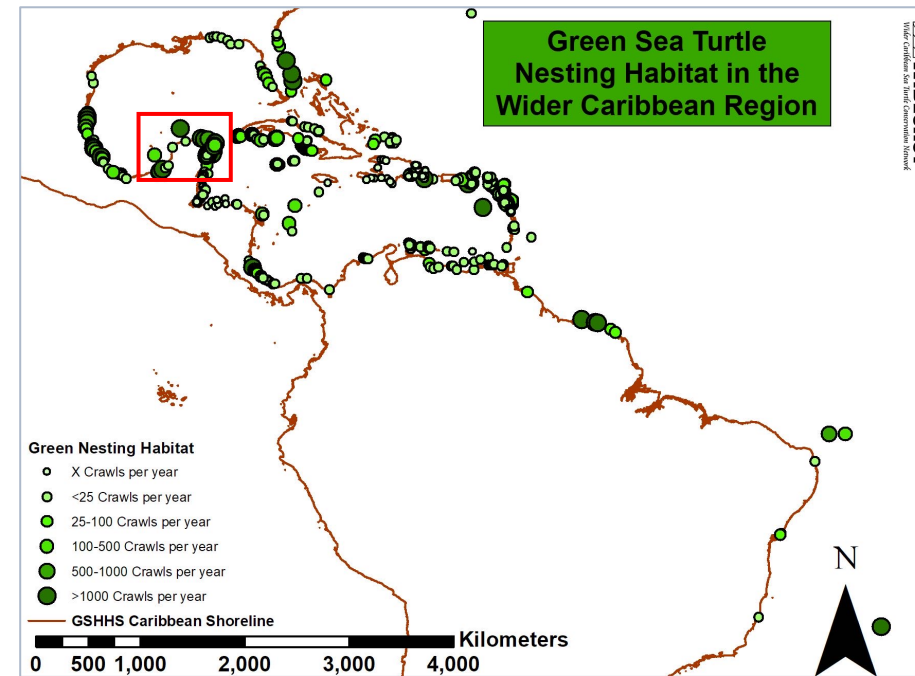 Green Sea Turtle
Nesting Habitat in the
Wider Caribbean Region
Wider Caribbean Sea Turtle Conservation Network
Green Nesting Habitat
X Crawls per year
<25 Crawls per year
25-100 Crawls per year
100-500 Crawls per year
500-1000 Crawls per year
>1000 Crawls per year
GSHHS Caribbean Shoreline
Kilometers
0 500 1,000 2,000 3,000 4,000
N